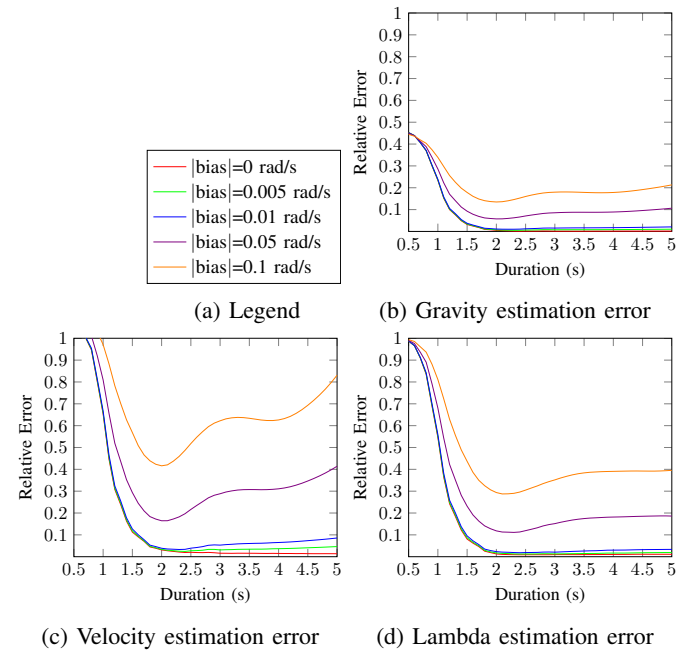 |bias|=0 rad/s
|bias|=0.005 rad/s
|bias|=0.01 rad/s
|bias|=0.05 rad/s
|bias|=0.1 rad/s
(a) Legend
Relative Error
1
0.9
0.8
0.7
0.6
0.5
0.4
0.3
0.2
0.1
0.5 1 1.5 2 2.5 3 3.5 4 4.5 5
Duration (s)
(b) Gravity estimation error
Relative Error
1
0.9
0.8
0.7
0.6
0.5
0.4
0.3
0.2
0.1
0.5 1 1.5 2 2.5 3 3.5 4 4.5 5
Duration (s)
(c) Velocity estimation error
Relative Error
1
0.9
0.8
0.7
0.6
0.5
0.4
0.3
0.2
0.1
0.5 1 1.5 2 2.5 3 3.5 4 4.5 5
Duration (s)
(d) Lambda estimation error